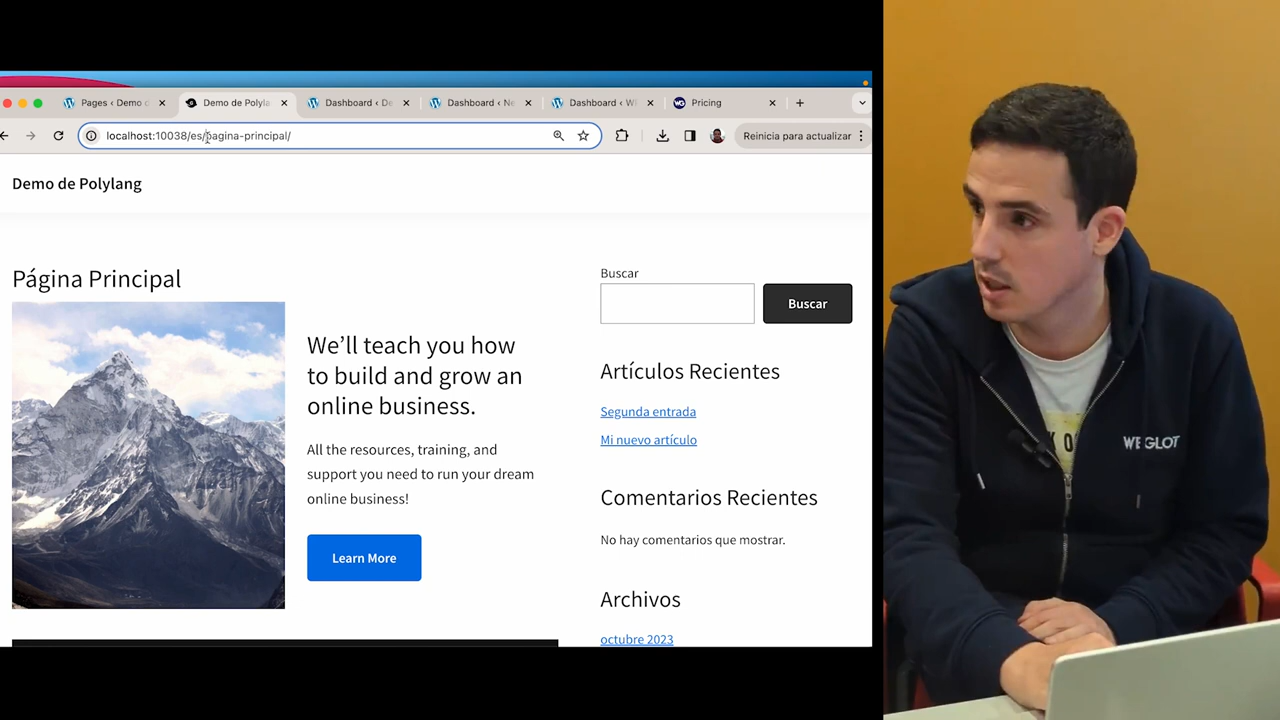 Pages ‹ Demo d
Demo de Polyla
Dashboard ‹ De
Dashboard ‹ Ne
Dashboard ‹ W
Pricing
localhost:10038/es/pagina-principal/
Reinicia para actualizar
Demo de Polylang
Página Principal
We’ll teach you how
to build and grow an
online business.
All the resources, training, and
support you need to run your dream
online business!
Learn More
Buscar
Buscar
Artículos Recientes
Segunda entrada
Mi nuevo artículo
Comentarios Recientes
No hay comentarios que mostrar.
Archivos
octubre 2023
WEGLOT